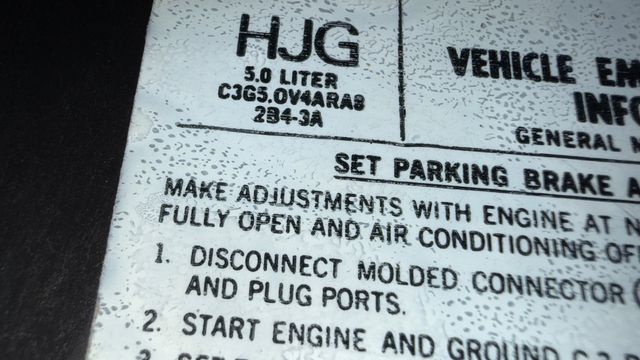 HJG
5.0 LITER
C3G5.0V4ARA8
2B4-3A
VEHICLE EM
INFO
GENERAL M
SET PARKING BRAKE A
MAKE ADJUSTMENTS WITH ENGINE AT N
FULLY OPEN AND AIR CONDITIONING OF
1. DISCONNECT MOLDED CONNECTOR (
AND PLUG PORTS.
2. START ENGINE AND GROUND